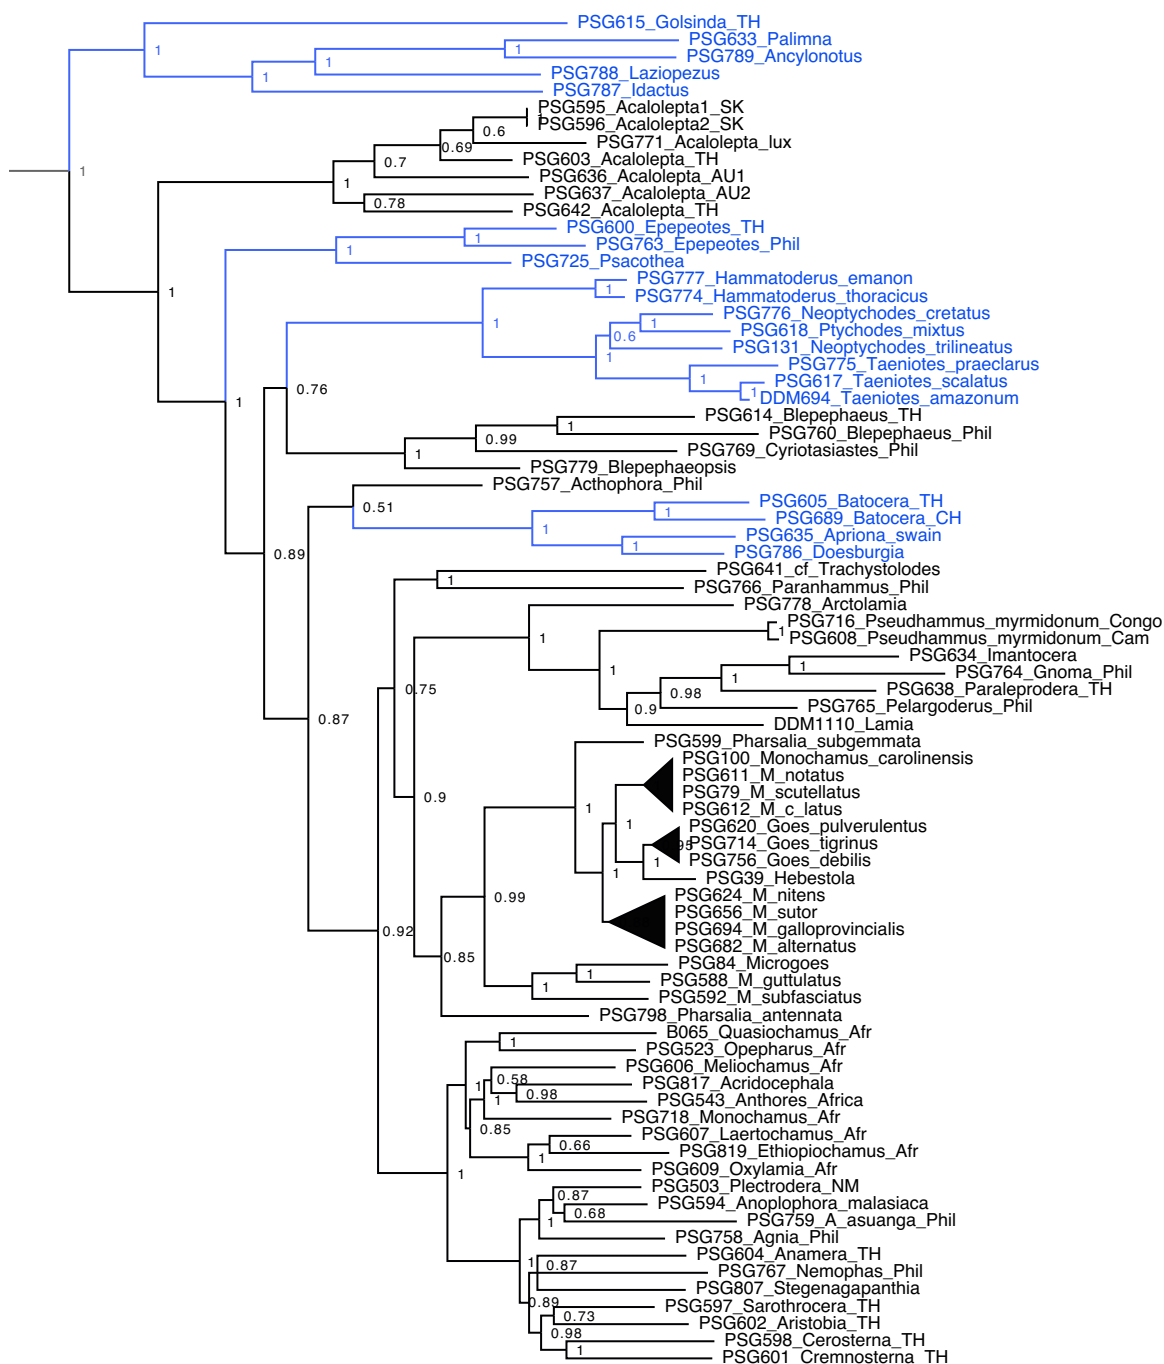 PSG615_Golsinda_TH
PSG633_Palimna
1
1
PSG789_Ancylonotus
1
PSG788_Laziopezus
1
PSG787_Idactus
PSG595_Acalolepta1_SK
1
PSG596_Acalolepta2_SK
0.6
PSG771_Acalolepta_lux
0.69
PSG603_Acalolepta_TH
0.7
1
PSG636_Acalolepta_AU1
1
PSG637_Acalolepta_AU2
0.78
PSG642_Acalolepta_TH
PSG600_Epepeotes_TH
1
PSG763_Epepeotes_Phil
1
PSG725_Psacothea
PSG777_Hammatoderus_emanon
1
1
PSG774_Hammatoderus_thoracicus
PSG776_Neoptychodes_cretatus
1
1
PSG618_Ptychodes_mixtus
0.6
PSG131_Neoptychodes_trilineatus
1
PSG775_Taeniotes_praeclarus
1
PSG617_Taeniotes_scalatus
0.76
1
DDM694_Taeniotes_amazonum
1
PSG614_Blepephaeus_TH
1
PSG760_Blepephaeus_Phil
0.99
PSG769_Cyriotasiastes_Phil
1
PSG779_Blepephaeopsis
PSG757_Acthophora_Phil
PSG605_Batocera_TH
0.51
1
PSG689_Batocera_CH
1
PSG635_Apriona_swain
1
PSG786_Doesburgia
0.89
PSG641_cf_Trachystolodes
1
PSG766_Paranhammus_Phil
PSG778_Arctolamia
PSG716_Pseudhammus_myrmidonum_Congo
1
1
PSG608_Pseudhammus_myrmidonum_Cam
PSG634_Imantocera
1
1
PSG764_Gnoma_Phil
1
0.75
PSG638_Paraleprodera_TH
0.98
PSG765_Pelargoderus_Phil
0.9
0.87
DDM1110_Lamia
PSG599_Pharsalia_subgemmata
PSG100_Monochamus_carolinensis
PSG611_M_notatus
PSG79_M_scutellatus
0.9
1
PSG612_M_c_latus
1
PSG620_Goes_pulverulentus
PSG714_Goes_tigrinus
1
PSG756_Goes_debilis
1
PSG39_Hebestola
0.99
PSG624_M_nitens
PSG656_M_sutor
0.92
PSG694_M_galloprovincialis
PSG682_M_alternatus
0.85
PSG84_Microgoes
1
PSG588_M_guttulatus
1
PSG592_M_subfasciatus
PSG798_Pharsalia_antennata
B065_Quasiochamus_Afr
1
PSG523_Opepharus_Afr
PSG606_Meliochamus_Afr
0.58
1
PSG817_Acridocephala
0.98
1
PSG543_Anthores_Africa
PSG718_Monochamus_Afr
0.85
PSG607_Laertochamus_Afr
0.66
PSG819_Ethiopiochamus_Afr
1
PSG609_Oxylamia_Afr
1
PSG503_Plectrodera_NM
0.87
PSG594_Anoplophora_malasiaca
0.68
PSG759_A_asuanga_Phil
1
PSG758_Agnia_Phil
PSG604_Anamera_TH
1
0.87
PSG767_Nemophas_Phil
PSG807_Stegenagapanthia
0.89
PSG597_Sarothrocera_TH
0.73
PSG602_Aristobia_TH
0.98
PSG598_Cerosterna_TH
1
PSG601_Cremnosterna_TH